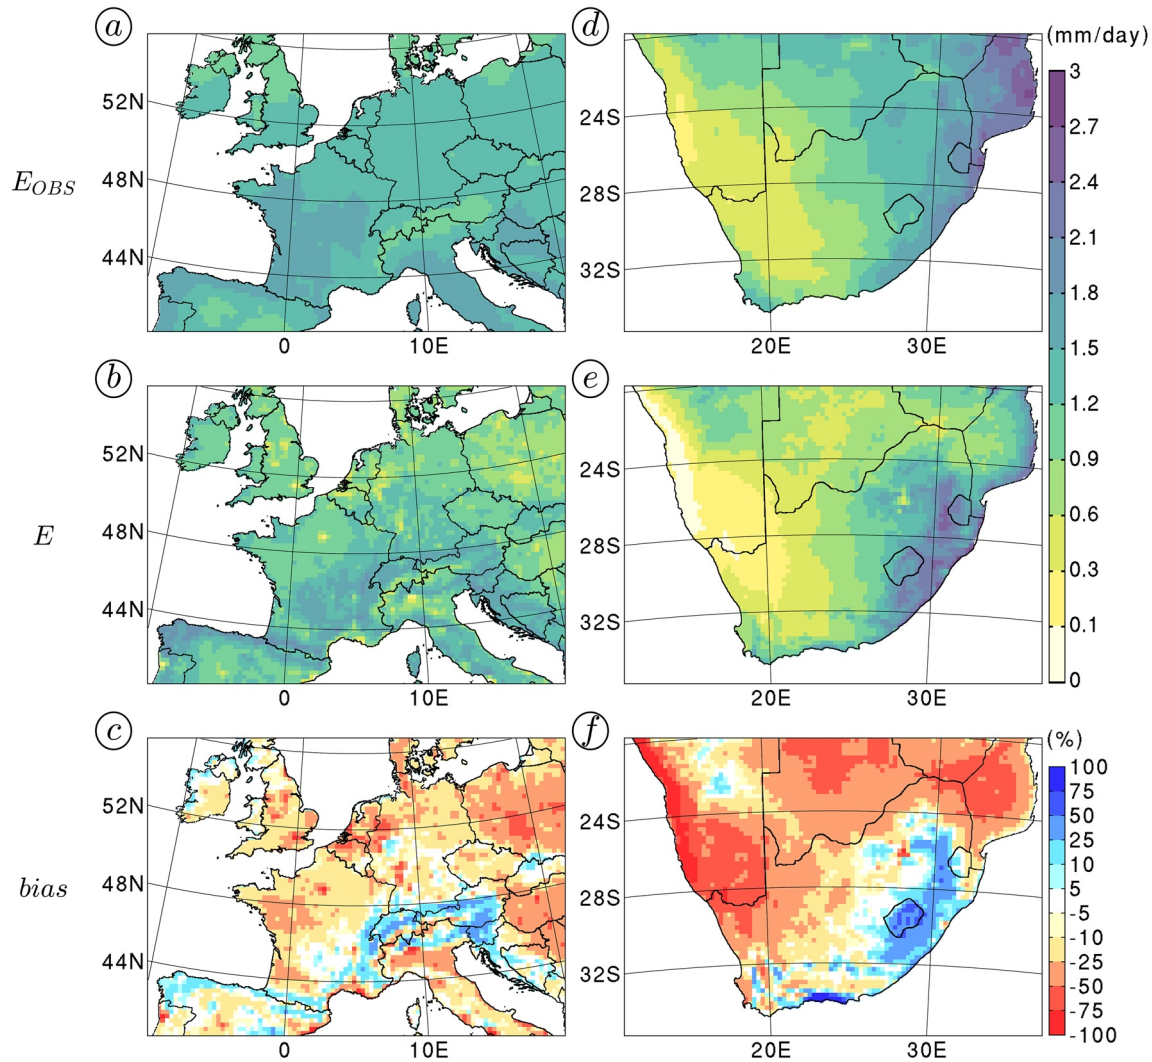 a
d
(mm/day)
E_OBS
52N
48N
44N
0
10E
24S
28S
32S
20E
30E
3
2.7
2.4
2.1
1.8
1.5
1.2
0.9
0.6
0.3
0.1
0
b
e
E
52N
48N
44N
0
10E
24S
28S
32S
20E
30E
c
f
(%)
bias
52N
48N
44N
0
10E
24S
28S
32S
20E
30E
100
75
50
25
10
5
-5
-10
-25
-50
-75
-100